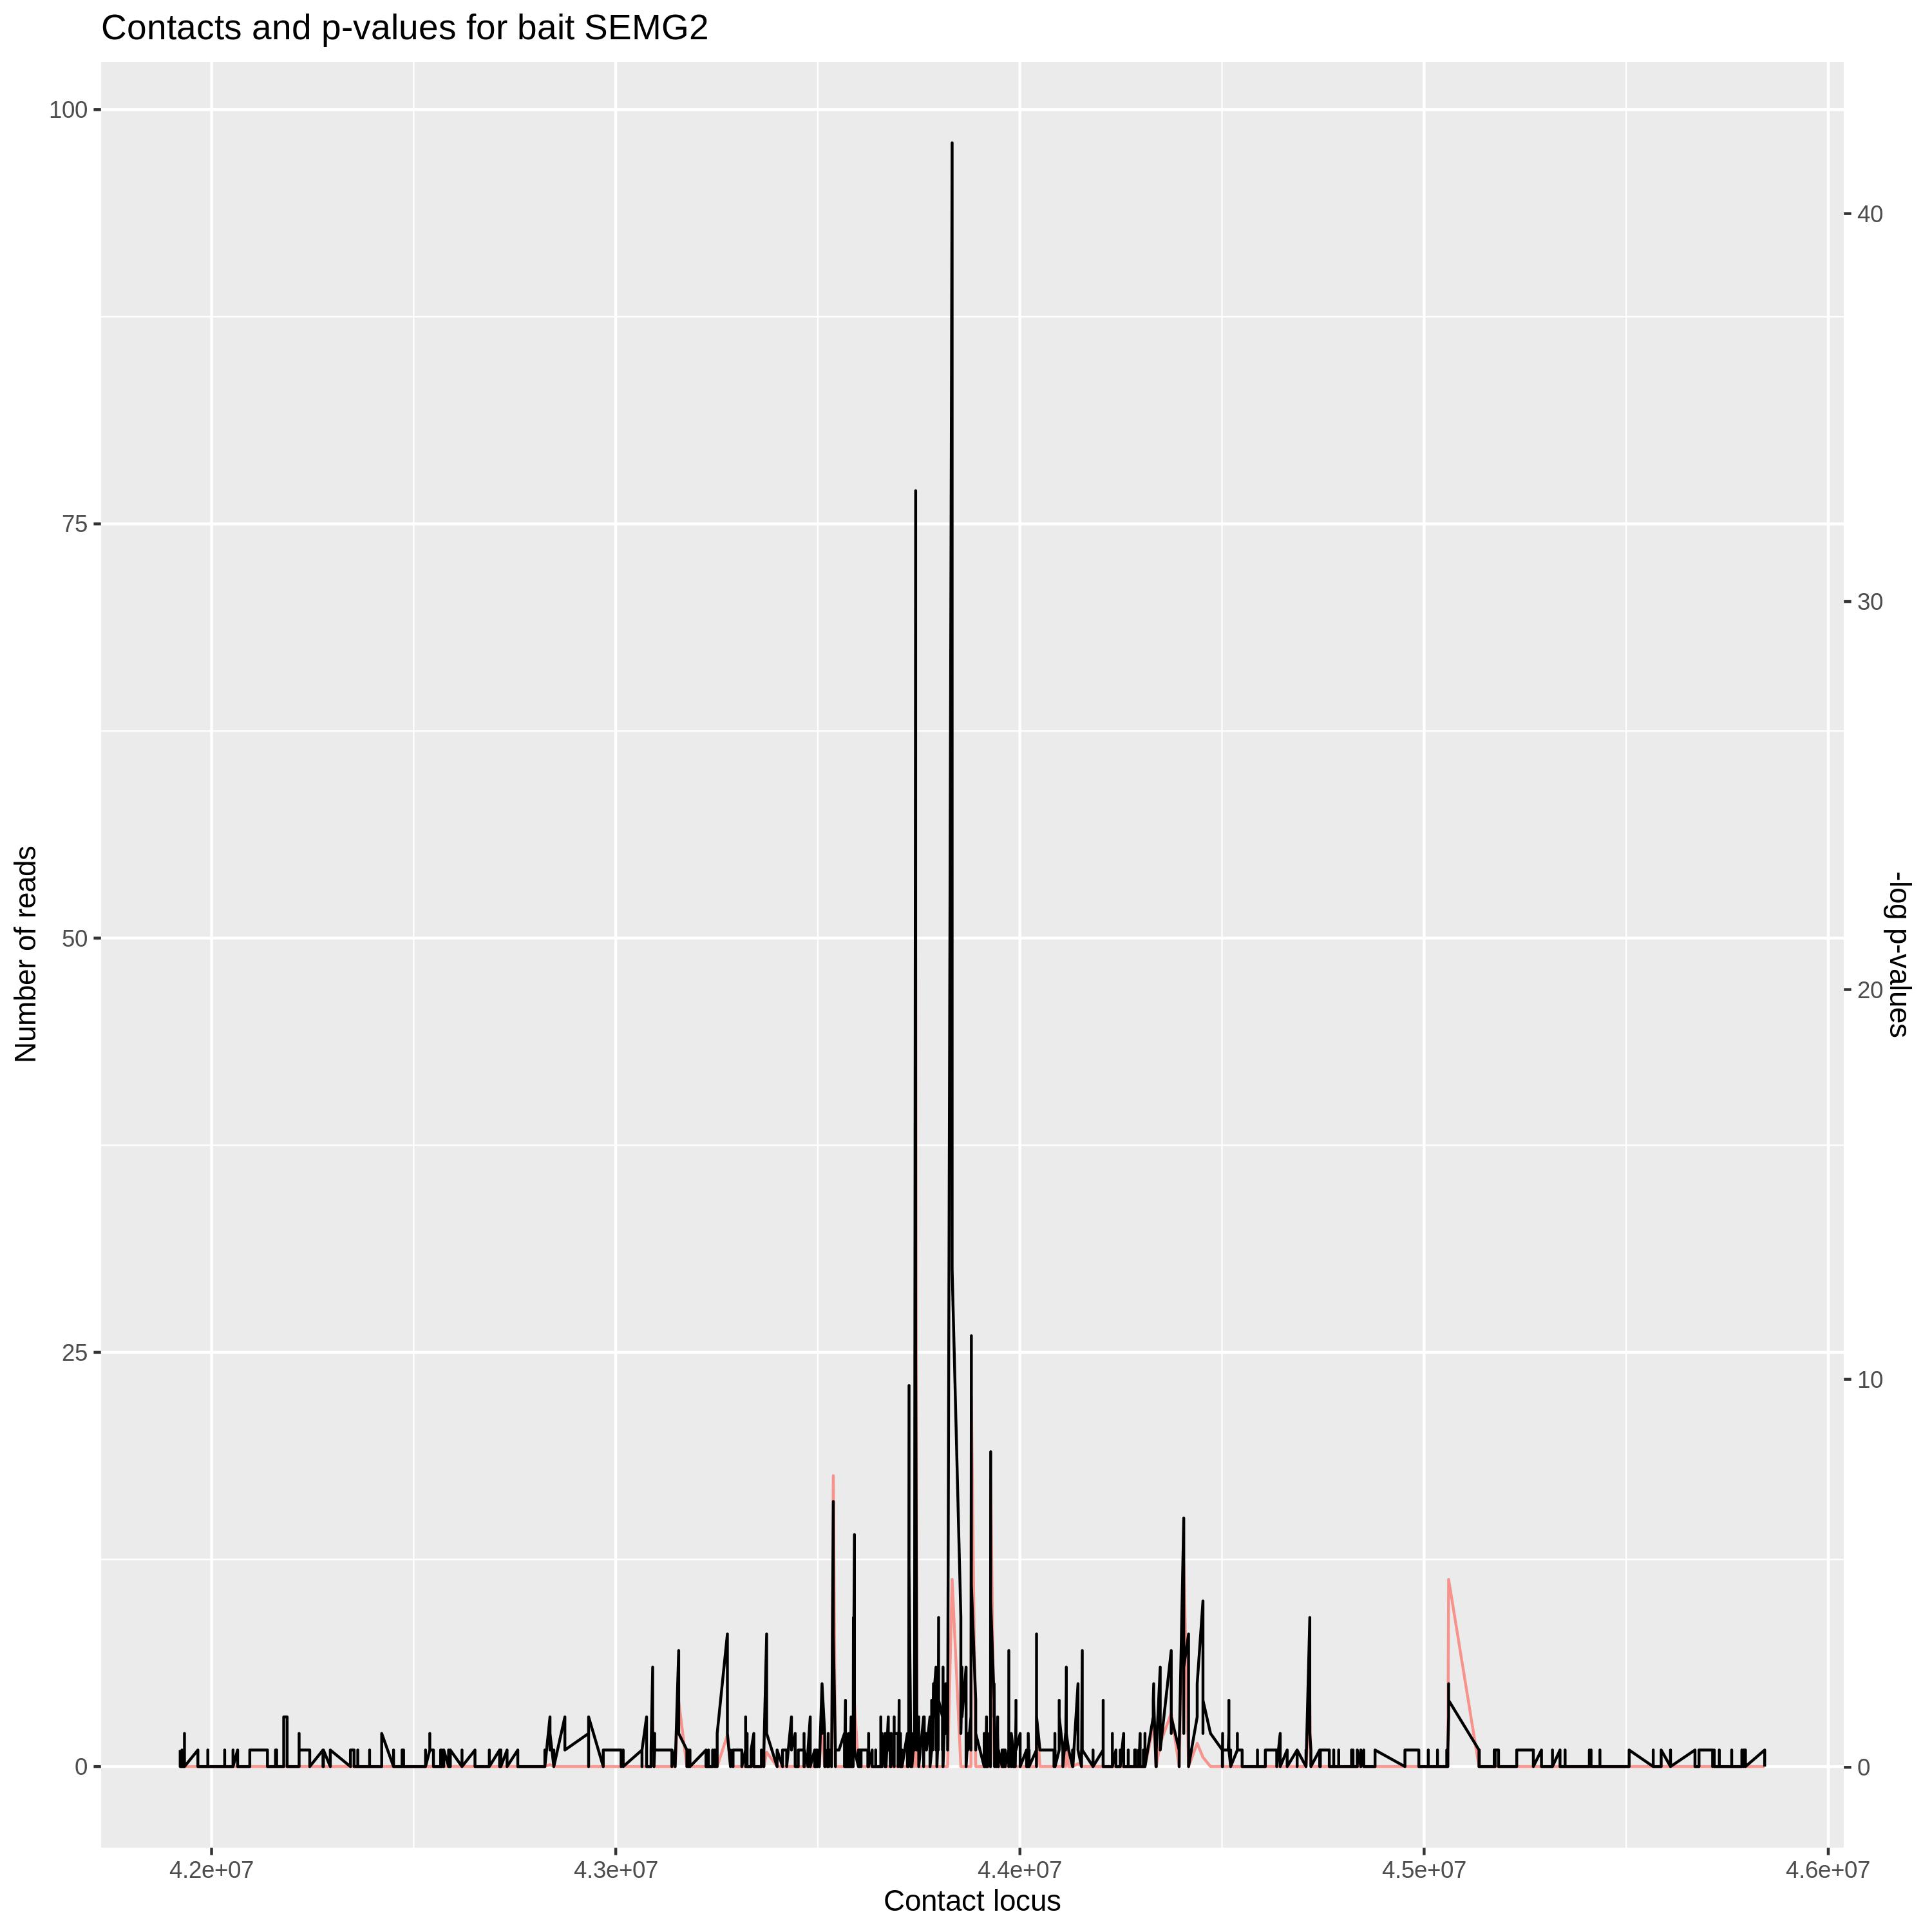 Contacts and p-values for bait SEMG2
100
75
50
25
0
Number of reads
40
30
20
10
0
-log p-values
4.2e+07
4.3e+07
4.4e+07
4.5e+07
4.6e+07
Contact locus